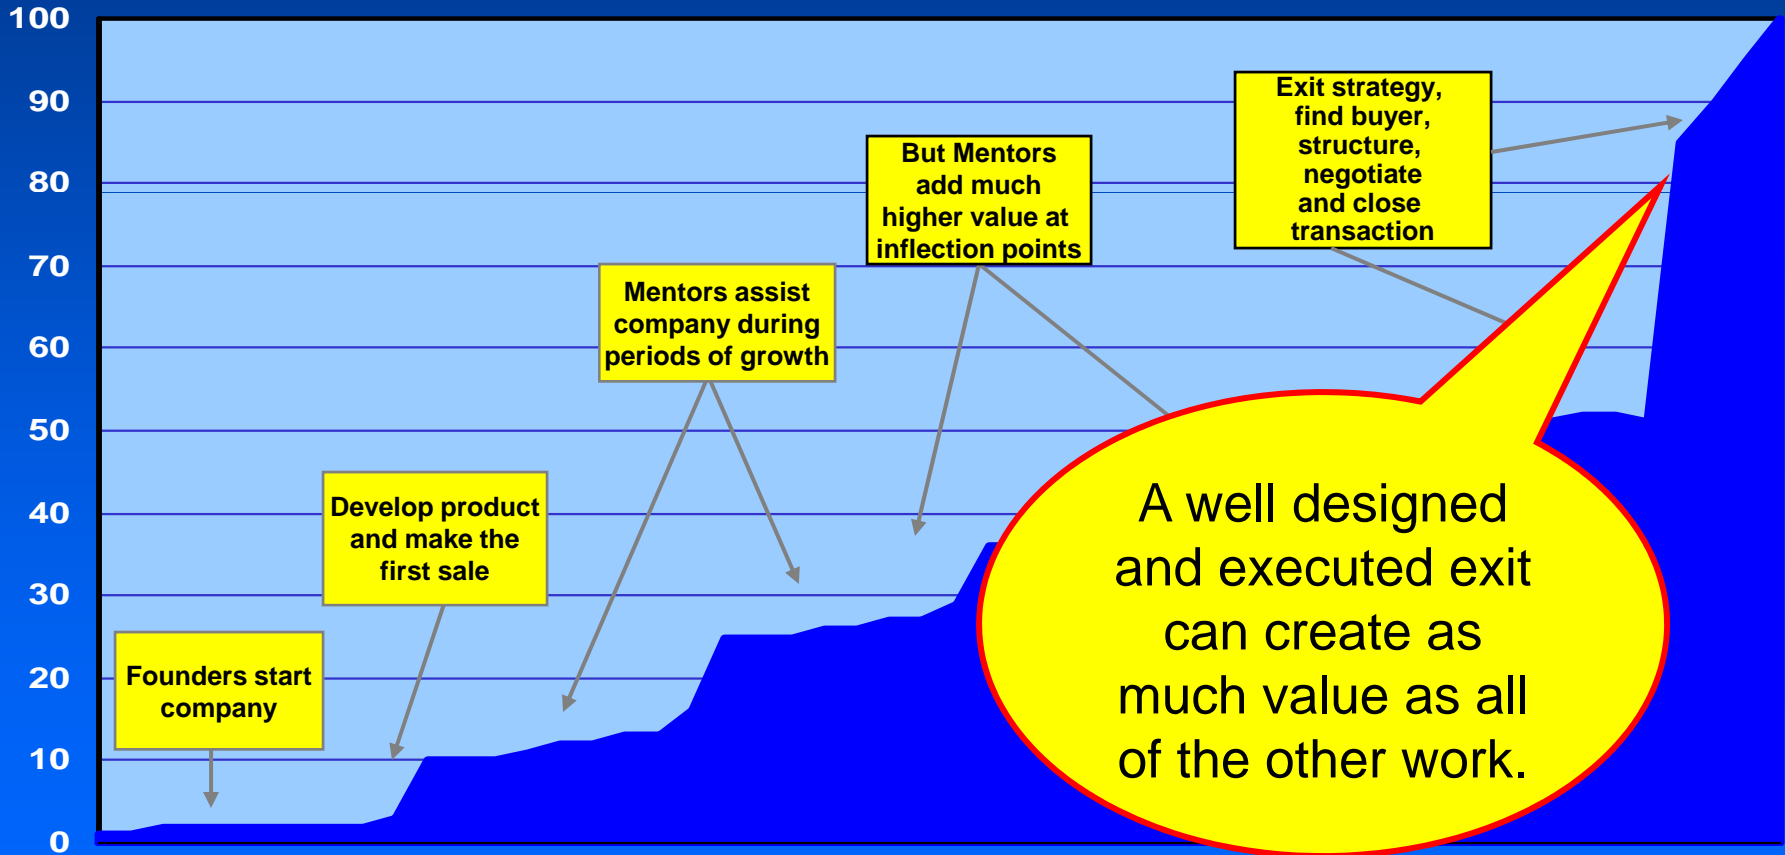 100
90
80
70
60
50
40
30
20
10
0
Founders start
company
Develop product
and make the
first sale
Mentors assist
company during
periods of growth
But Mentors
add much
higher value at
inflection points
Exit strategy,
find buyer,
structure,
negotiate
and close
transaction
A well designed
and executed exit
can create as
much value as all
of the other work.